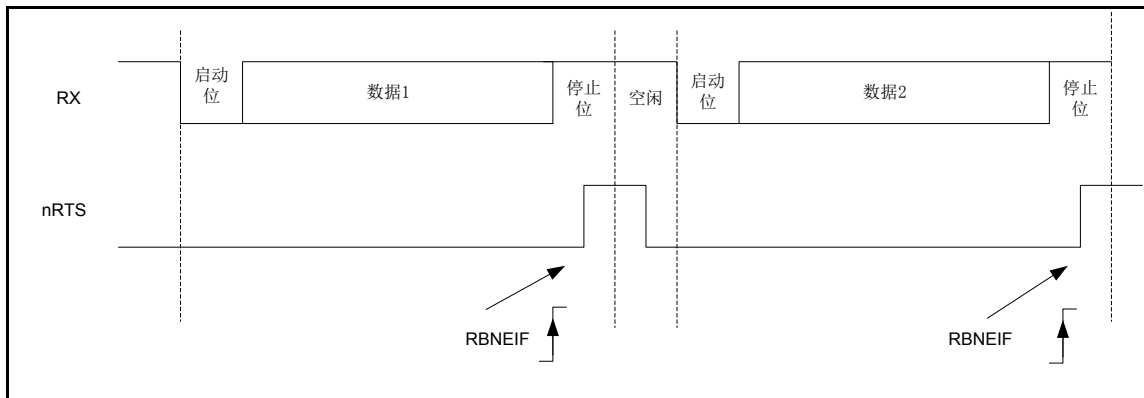 RX
启动
位
数据1
停止
位
空闲
启动
位
数据2
停止
位
nRTS
RBNEIF
RBNEIF